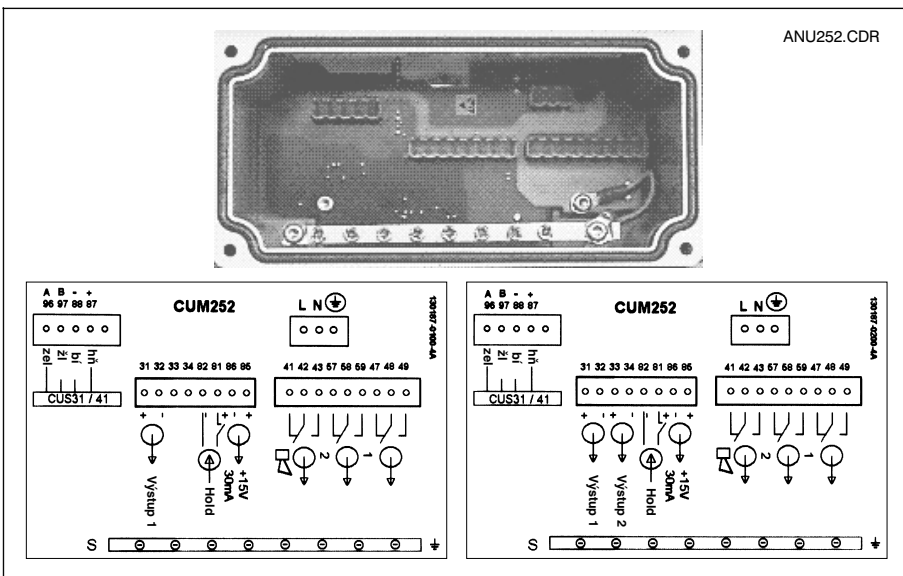 ANU252.CDR
A B - +
96 97 88 87
CUM252
L N
130187-0100-4A
zel
žl
bí
hň
CUS31 / 41
31 32 33 34 82 81 86 85
41 42 43 57 58 59 47 48 49
+ - - + - +
2 1
Výstup 1
Hold
30mA
+15V
S
A B - +
96 97 88 87
CUM252
L N
130187-0200-4A
zel
žl
bí
hň
CUS31 / 41
31 32 33 34 82 81 86 85
41 42 43 57 58 59 47 48 49
+ - + - - + - +
2 1
Výstup 1
Výstup 2
Hold
30mA
+15V
S